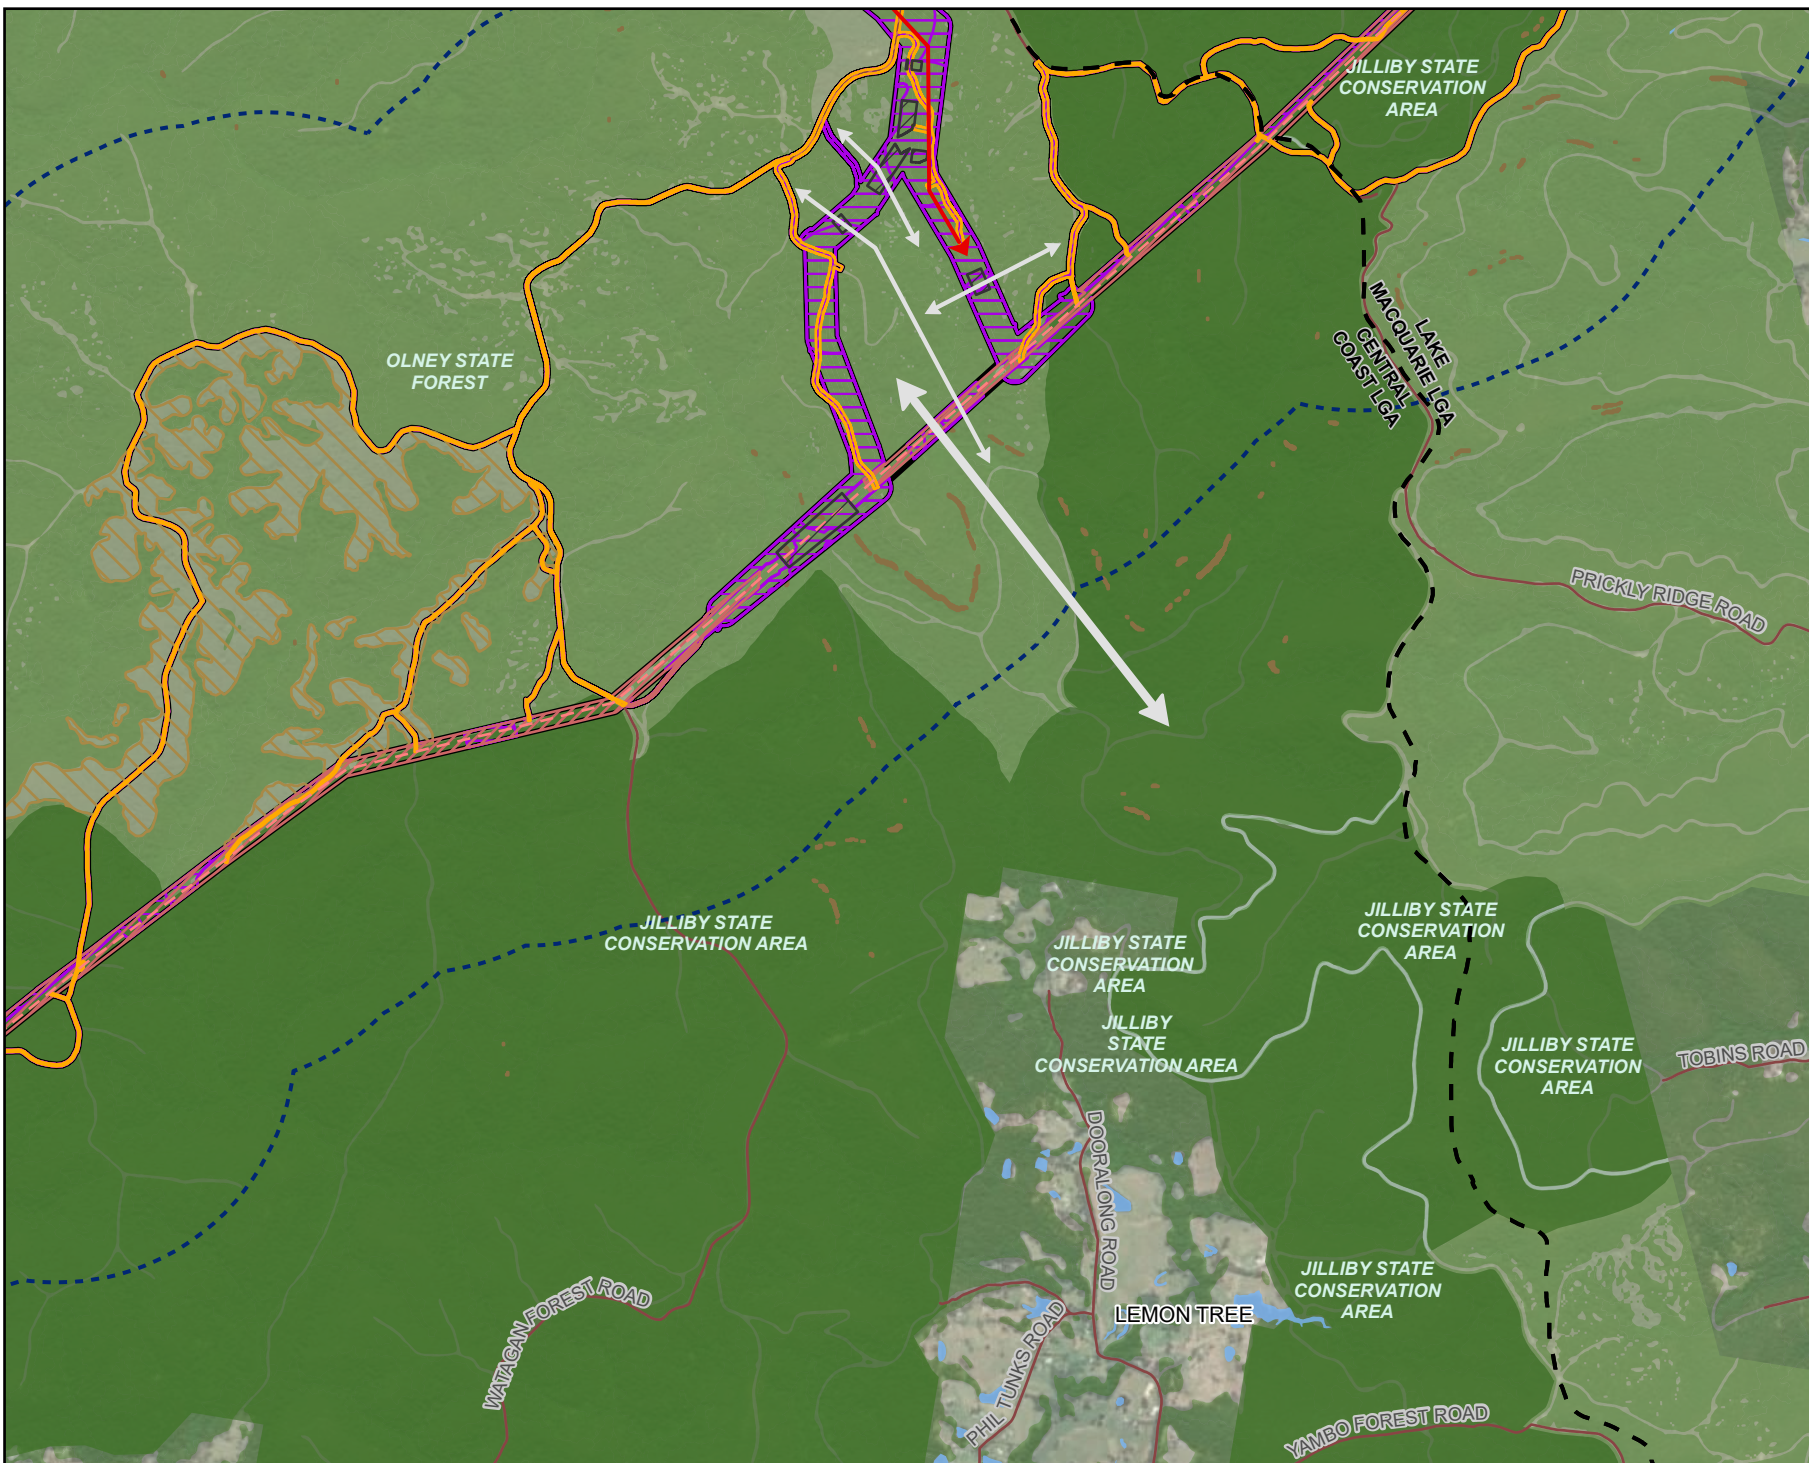 JILLIBY STATE
CONSERVATION
AREA
LAKE
MACQUARIE LGA
CENTRAL
COAST LGA
OLNEY STATE
FOREST
PRICKLY RIDGE ROAD
JILLIBY STATE
CONSERVATION AREA
JILLIBY STATE
CONSERVATION
AREA
JILLIBY STATE
CONSERVATION
AREA
JILLIBY
STATE
CONSERVATION AREA
JILLIBY STATE
CONSERVATION
AREA
TOBINS ROAD
DOORALONG ROAD
JILLIBY STATE
CONSERVATION
AREA
WATAGAN FOREST ROAD
LEMON TREE
PHIL TUNKS ROAD
YAMBO FOREST ROAD